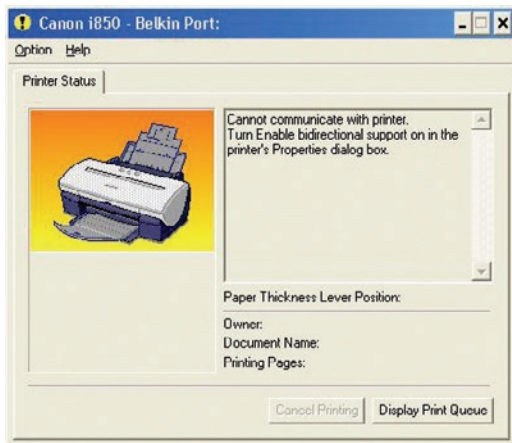 Canon i850 - Belkin Port:
Option Help
Printer Status
Cannot communicate with printer.
Turn Enable bidirectional support on in the
printer's Properties dialog box.
Paper Thickness Lever Position:
Owner:
Document Name:
Printing Pages:
Cancel Printing Display Print Queue